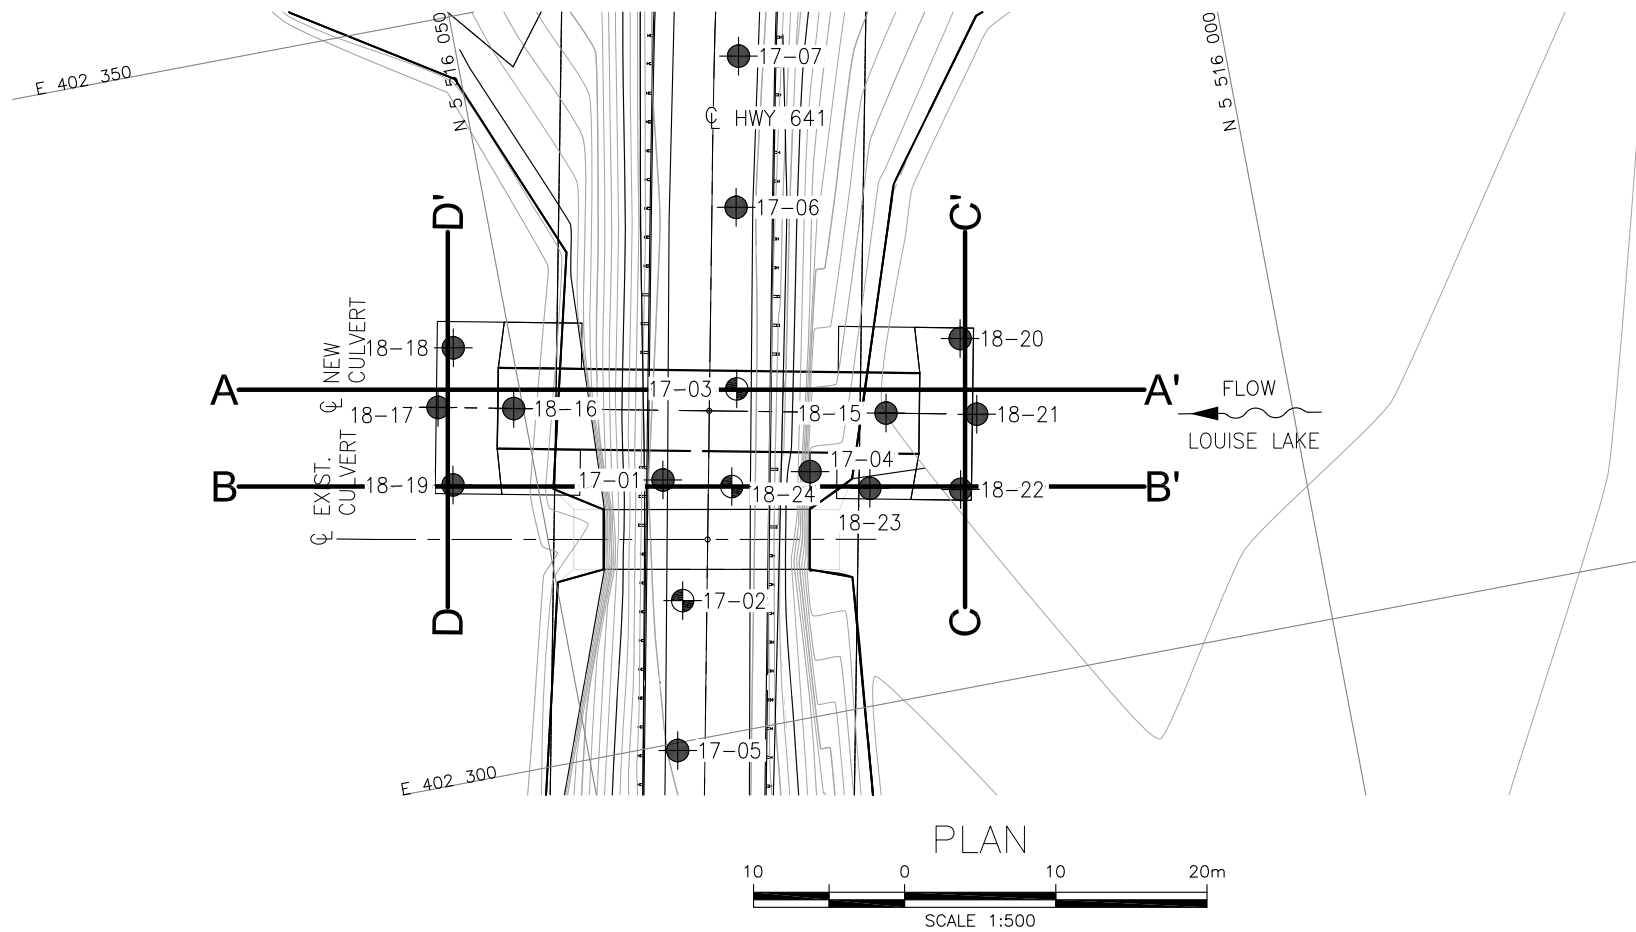 N 5 516 050
N 5 516 000
E 402 350
17-07
℄ HWY 641
D'
C'
17-06
℄ NEW
CULVERT
18-18
18-20
A
17-03
A'
FLOW
18-17
18-16
18-15
18-21
LOUISE LAKE
℄ EXIST.
CULVERT
17-04
B
18-19
17-01
18-24
18-22
B'
18-23
D
17-02
C
17-05
E 402 300
PLAN
10 0 10 20m
SCALE 1:500